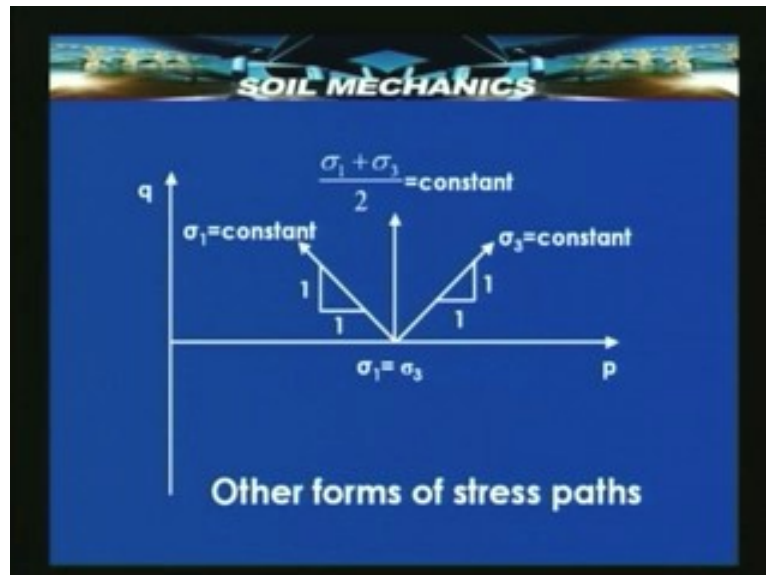 SOIL MECHANICS
q
σ₁ + σ₃
2
=constant
σ₁=constant
σ₃=constant
1
1
1
1
σ₁= σ₃
p
Other forms of stress paths